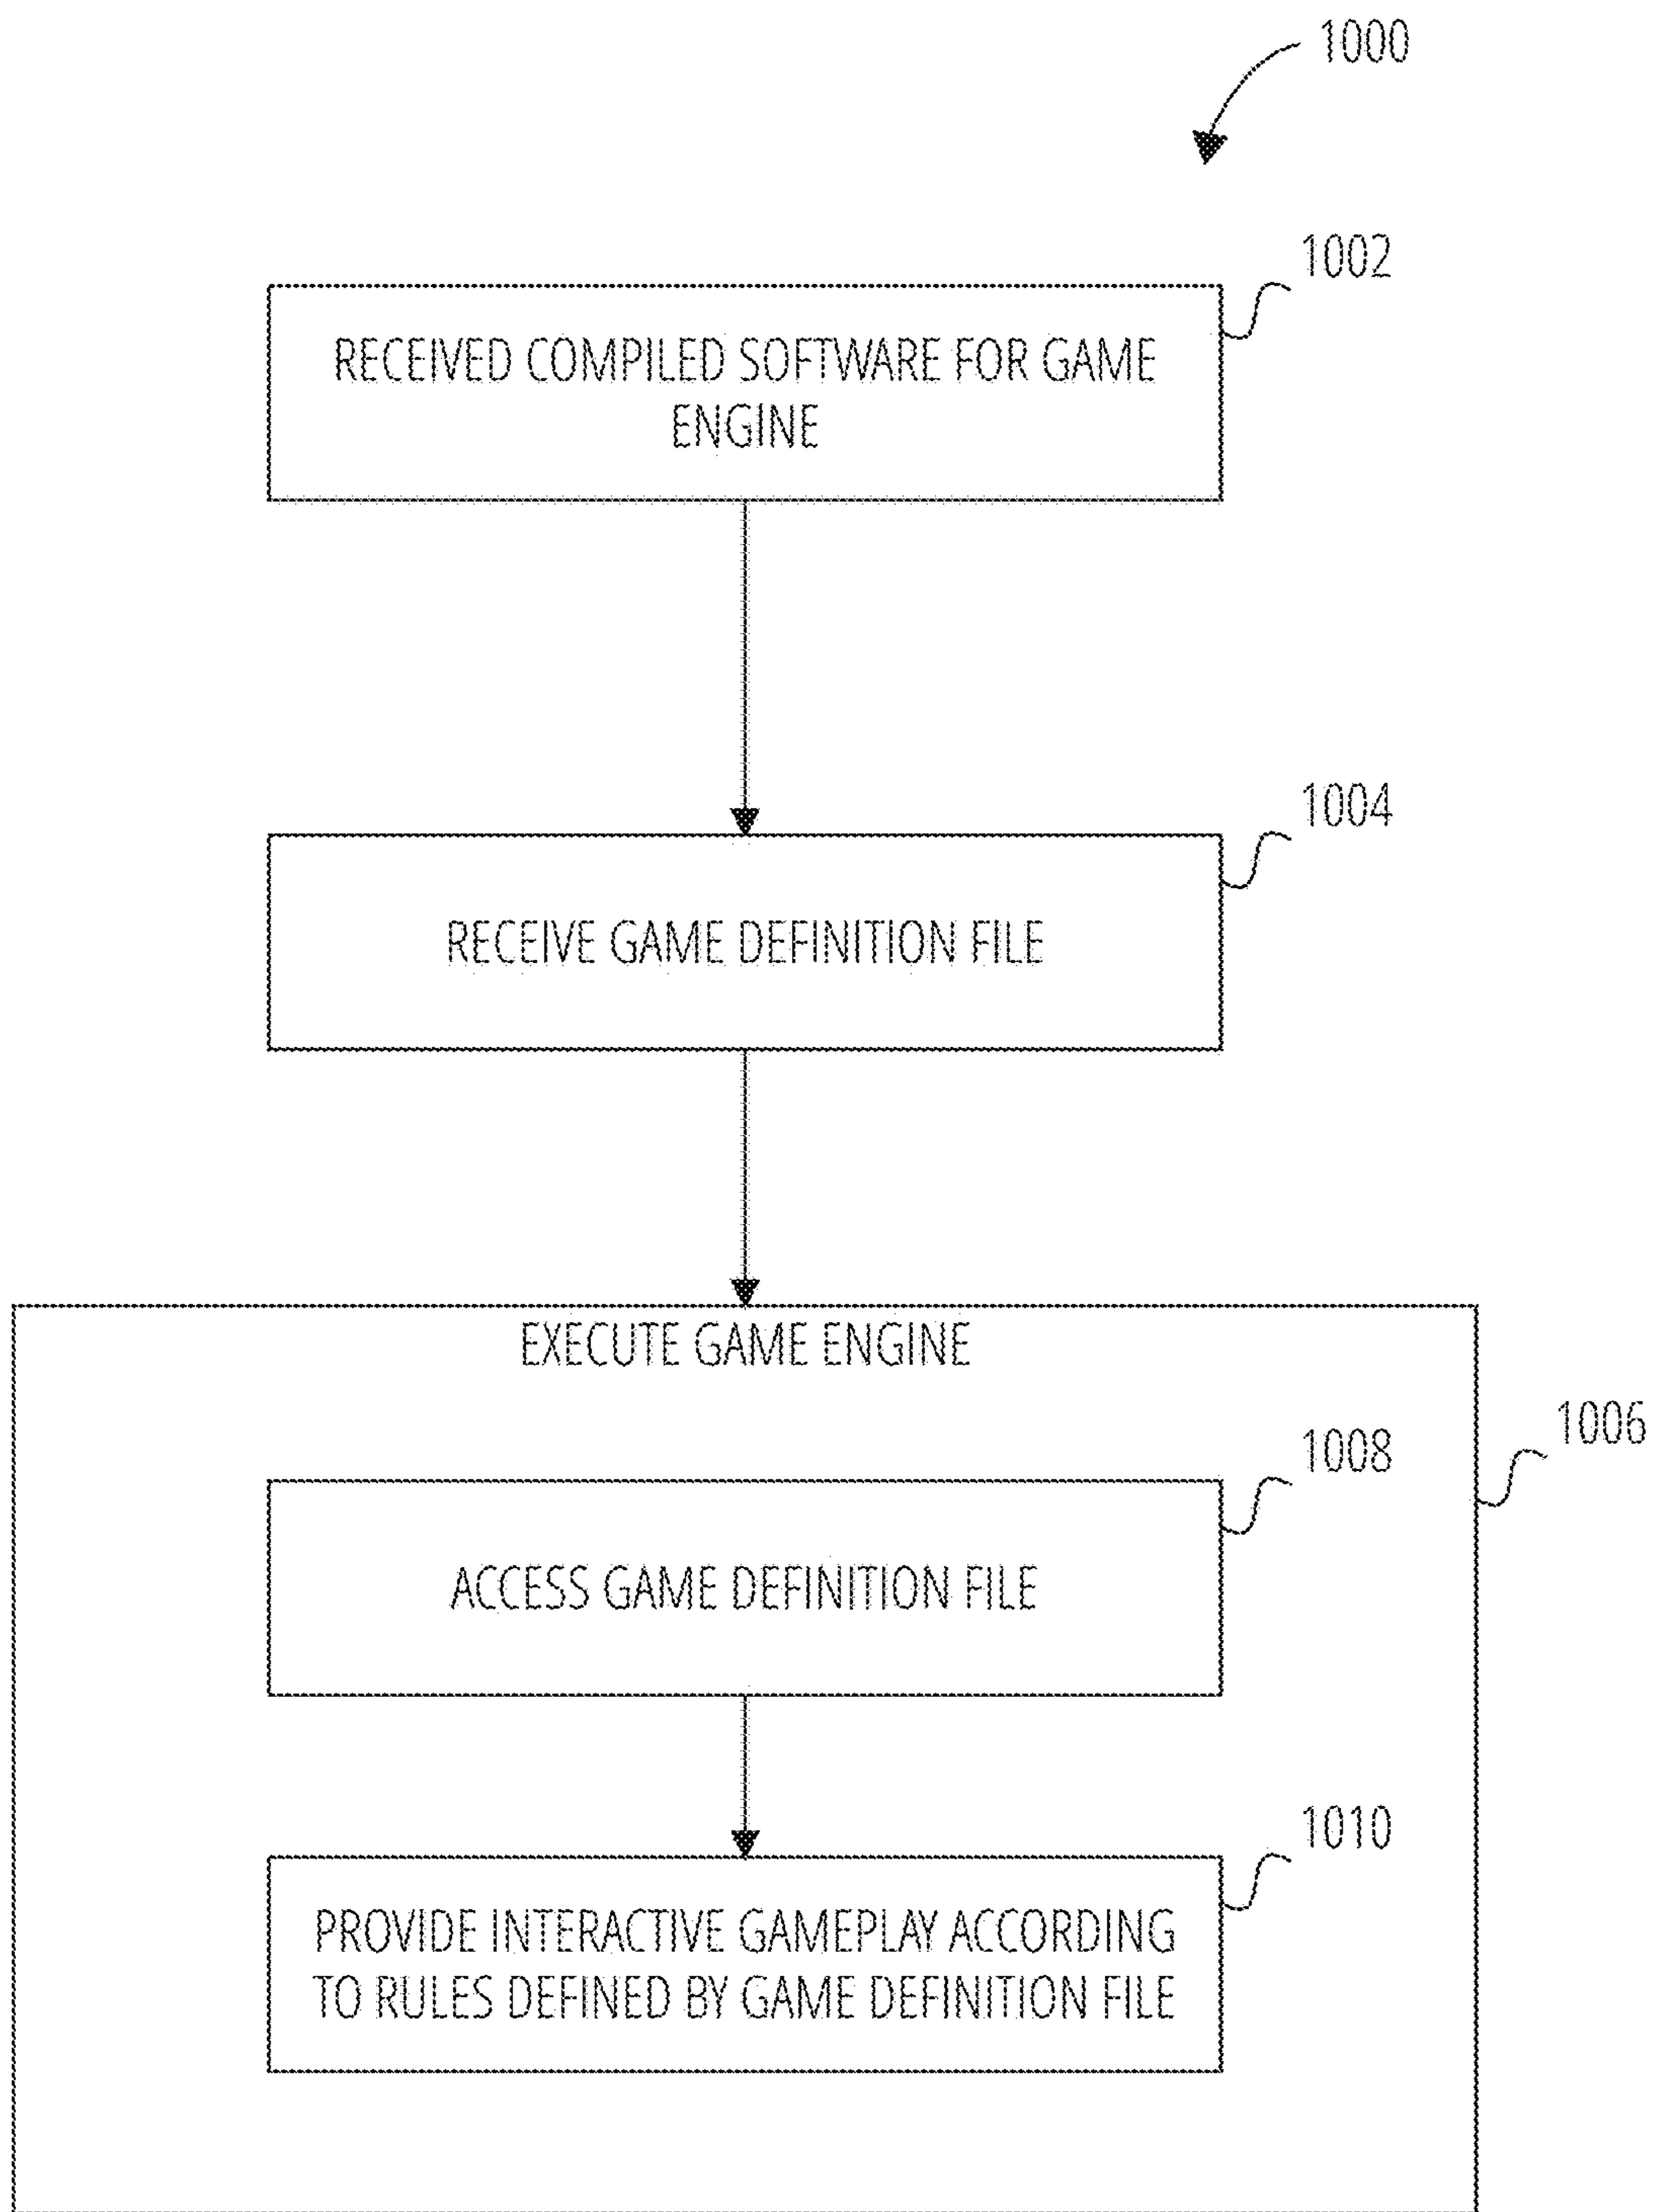 1000
1002
RECEIVED COMPILED SOFTWARE FOR GAME
ENGINE
1004
RECEIVE GAME DEFINITION FILE
EXECUTE GAME ENGINE
1006
1008
ACCESS GAME DEFINITION FILE
1010
PROVIDE INTERACTIVE GAMEPLAY ACCORDING
TO RULES DEFINED BY GAME DEFINITION FILE